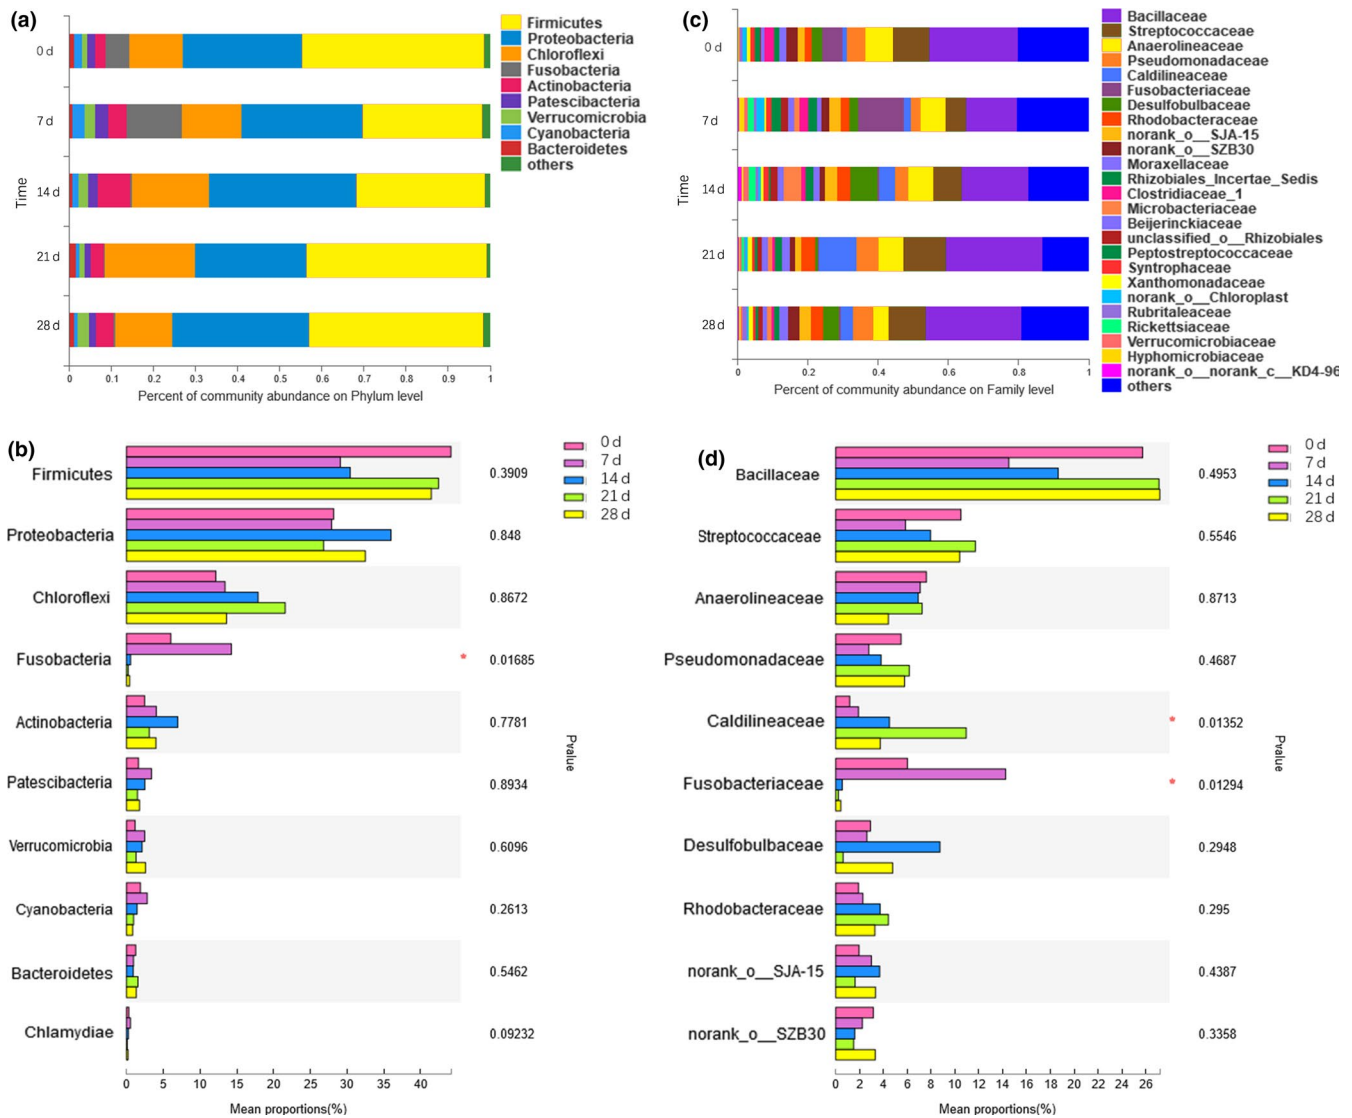 (a)
Firmicutes
Proteobacteria
Chloroflexi
Fusobacteria
Actinobacteria
Patescibacteria
Verrucomicrobia
Cyanobacteria
Bacteroidetes
others
Time
0 d
7 d
14 d
21 d
28 d
0 0.1 0.2 0.3 0.4 0.5 0.6 0.7 0.8 0.9 1
Percent of community abundance on Phylum level
(c)
Bacillaceae
Streptococcaceae
Anaerolineaceae
Pseudomonadaceae
Caldilineaceae
Fusobacteriaceae
Desulfobulbaceae
Rhodobacteraceae
norank_o__SJA-15
norank_o__SZB30
Moraxellaceae
Rhizobiales_Incertae_Sedis
Clostridiaceae_1
Microbacteriaceae
Beijerinckiaceae
unclassified_o__Rhizobiales
Peptostreptococcaceae
Syntrophaceae
Xanthomonadaceae
norank_o__Chloroplast
Rubritaleaceae
Rickettsiaceae
Verrucomicrobiaceae
Hyphomicrobiaceae
norank_o__norank_c__KD4-96
others
Time
0 d
7 d
14 d
21 d
28 d
0 0.2 0.4 0.6 0.8 1
Percent of community abundance on Family level
(b)
0 d
7 d
14 d
21 d
28 d
Firmicutes 0.3909
Proteobacteria 0.848
Chloroflexi 0.8672
Fusobacteria * 0.01685
Actinobacteria 0.7781
Patescibacteria 0.8934
Verrucomicrobia 0.6096
Cyanobacteria 0.2613
Bacteroidetes 0.5462
Chlamydiae 0.09232
Pvalue
0 5 10 15 20 25 30 35 40
Mean proportions(%)
(d)
0 d
7 d
14 d
21 d
28 d
Bacillaceae 0.4953
Streptococcaceae 0.5546
Anaerolineaceae 0.8713
Pseudomonadaceae 0.4687
Caldilineaceae * 0.01352
Fusobacteriaceae * 0.01294
Desulfobulbaceae 0.2948
Rhodobacteraceae 0.295
norank_o__SJA-15 0.4387
norank_o__SZB30 0.3358
Pvalue
0 2 4 6 8 10 12 14 16 18 20 22 24 26
Mean proportions(%)